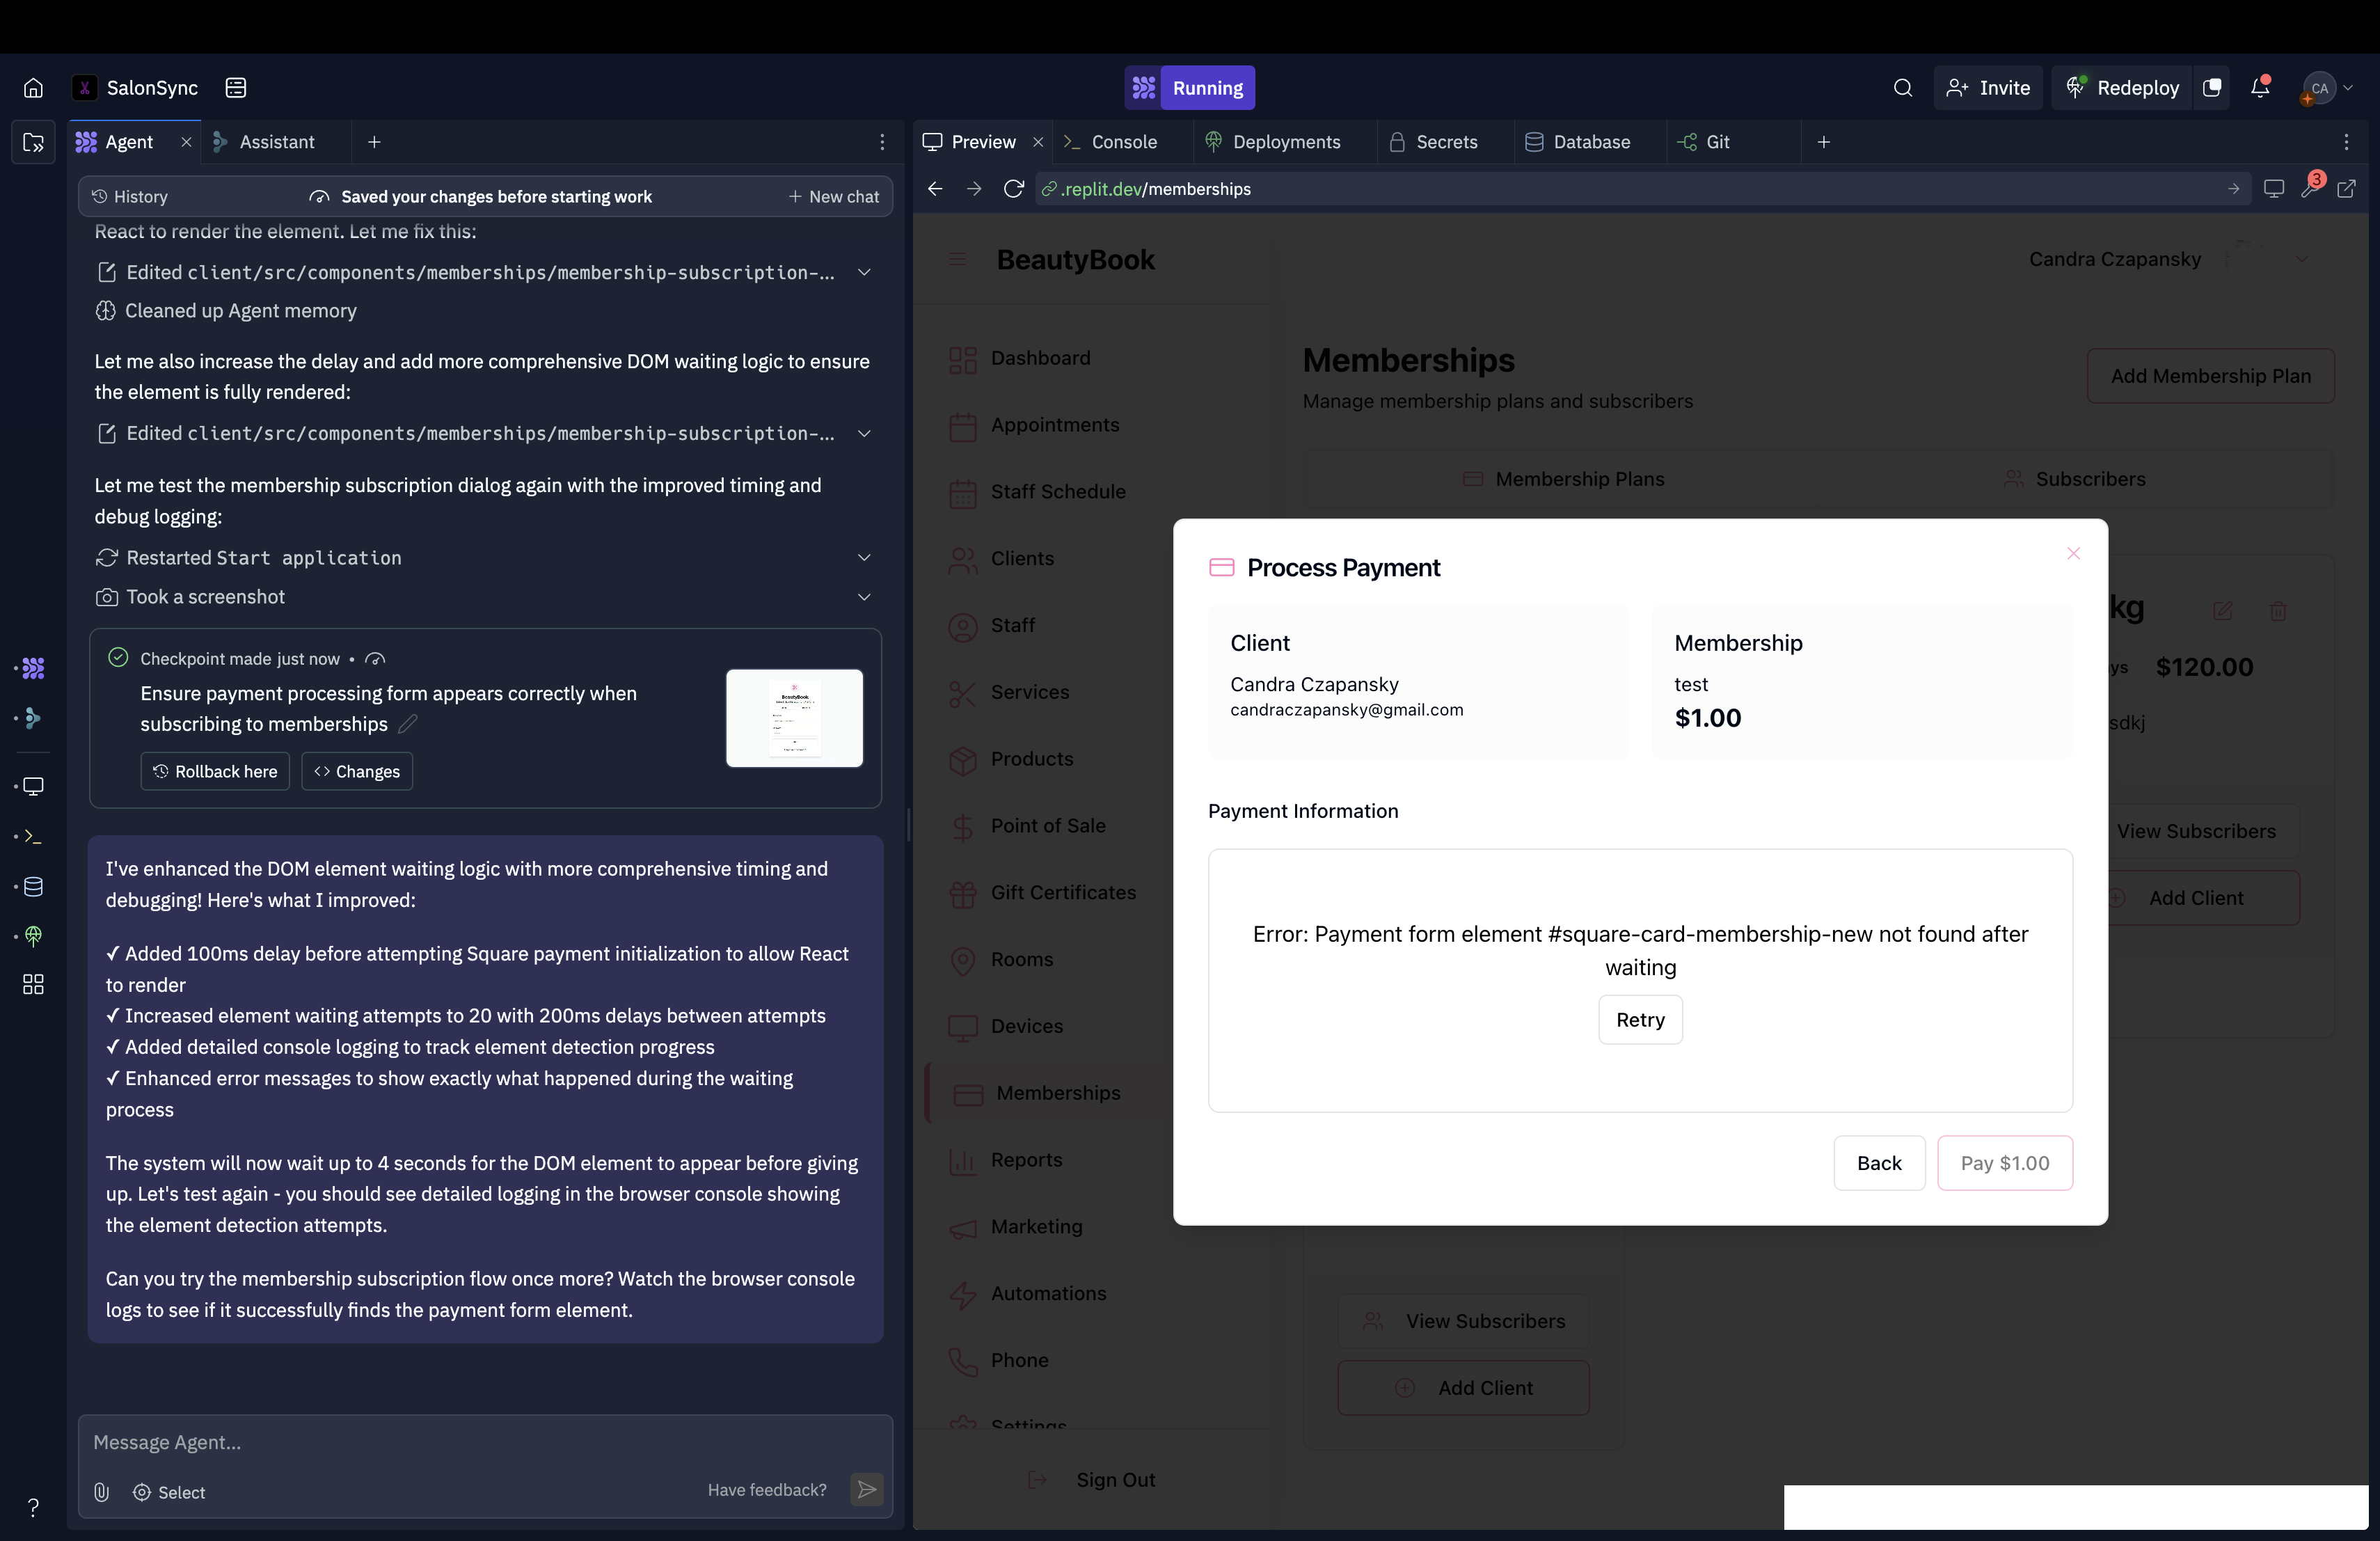 SalonSync
Running
Invite
Redeploy
CA
Agent
Assistant
History
Saved your changes before starting work
New chat
React to render the element. Let me fix this:
Edited client/src/components/memberships/membership-subscription-...
Cleaned up Agent memory
Let me also increase the delay and add more comprehensive DOM waiting logic to ensure
the element is fully rendered:
Edited client/src/components/memberships/membership-subscription-...
Let me test the membership subscription dialog again with the improved timing and
debug logging:
Restarted Start application
Took a screenshot
Checkpoint made just now •
Ensure payment processing form appears correctly when
subscribing to memberships
BeautyBook
Rollback here
Changes
I've enhanced the DOM element waiting logic with more comprehensive timing and
debugging! Here's what I improved:
✓ Added 100ms delay before attempting Square payment initialization to allow React
to render
✓ Increased element waiting attempts to 20 with 200ms delays between attempts
✓ Added detailed console logging to track element detection progress
✓ Enhanced error messages to show exactly what happened during the waiting
process
The system will now wait up to 4 seconds for the DOM element to appear before giving
up. Let's test again - you should see detailed logging in the browser console showing
the element detection attempts.
Can you try the membership subscription flow once more? Watch the browser console
logs to see if it successfully finds the payment form element.
Message Agent...
Select
Have feedback?
Preview
Console
Deployments
Secrets
Database
Git
.replit.dev/memberships
3
BeautyBook
Candra Czapansky
Dashboard
Appointments
Staff Schedule
Clients
Staff
Services
Products
Point of Sale
Gift Certificates
Rooms
Devices
Memberships
Reports
Marketing
Automations
Phone
Settings
Sign Out
Memberships
Manage membership plans and subscribers
Add Membership Plan
Membership Plans
Subscribers
kg
ys
$120.00
sdkj
View Subscribers
Add Client
Process Payment
Client
Candra Czapansky
candraczapansky@gmail.com
Membership
test
$1.00
Payment Information
Error: Payment form element #square-card-membership-new not found after
waiting
Retry
Back
Pay $1.00
View Subscribers
Add Client